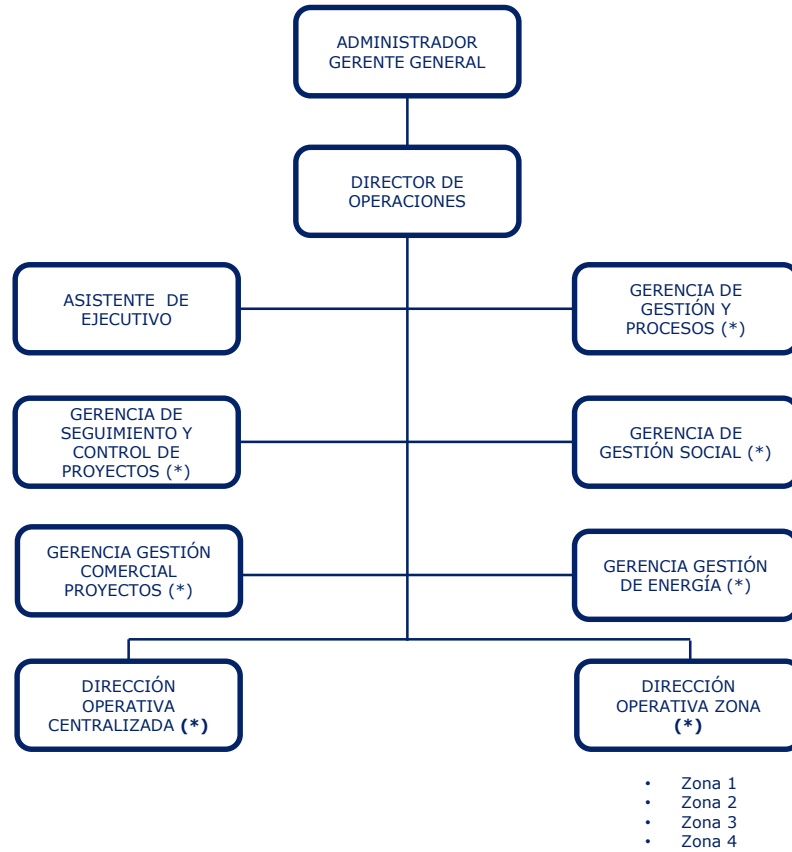 ADMINISTRADOR
GERENTE GENERAL
DIRECTOR DE
OPERACIONES
ASISTENTE DE
EJECUTIVO
GERENCIA DE
GESTIÓN Y
PROCESOS (*)
GERENCIA DE
SEGUIMIENTO Y
CONTROL DE
PROYECTOS (*)
GERENCIA DE
GESTIÓN SOCIAL (*)
GERENCIA GESTIÓN
COMERCIAL
PROYECTOS (*)
GERENCIA GESTIÓN
DE ENERGÍA (*)
DIRECCIÓN
OPERATIVA
CENTRALIZADA (*)
DIRECCIÓN
OPERATIVA ZONA
(*)
• Zona 1
• Zona 2
• Zona 3
• Zona 4